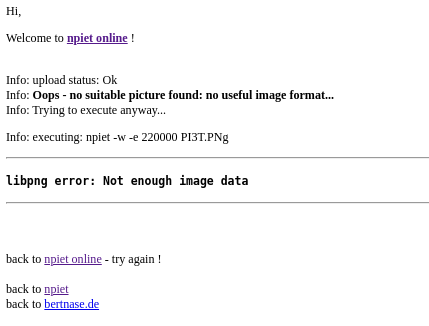 Hi,
Welcome to npiet online !
Info: upload status: Ok
Info: Oops - no suitable picture found: no useful image format...
Info: Trying to execute anyway...
Info: executing: npiet -w -e 220000 PI3T.PNg
libpng error: Not enough image data
back to npiet online - try again !
back to npiet
back to bertnase.de